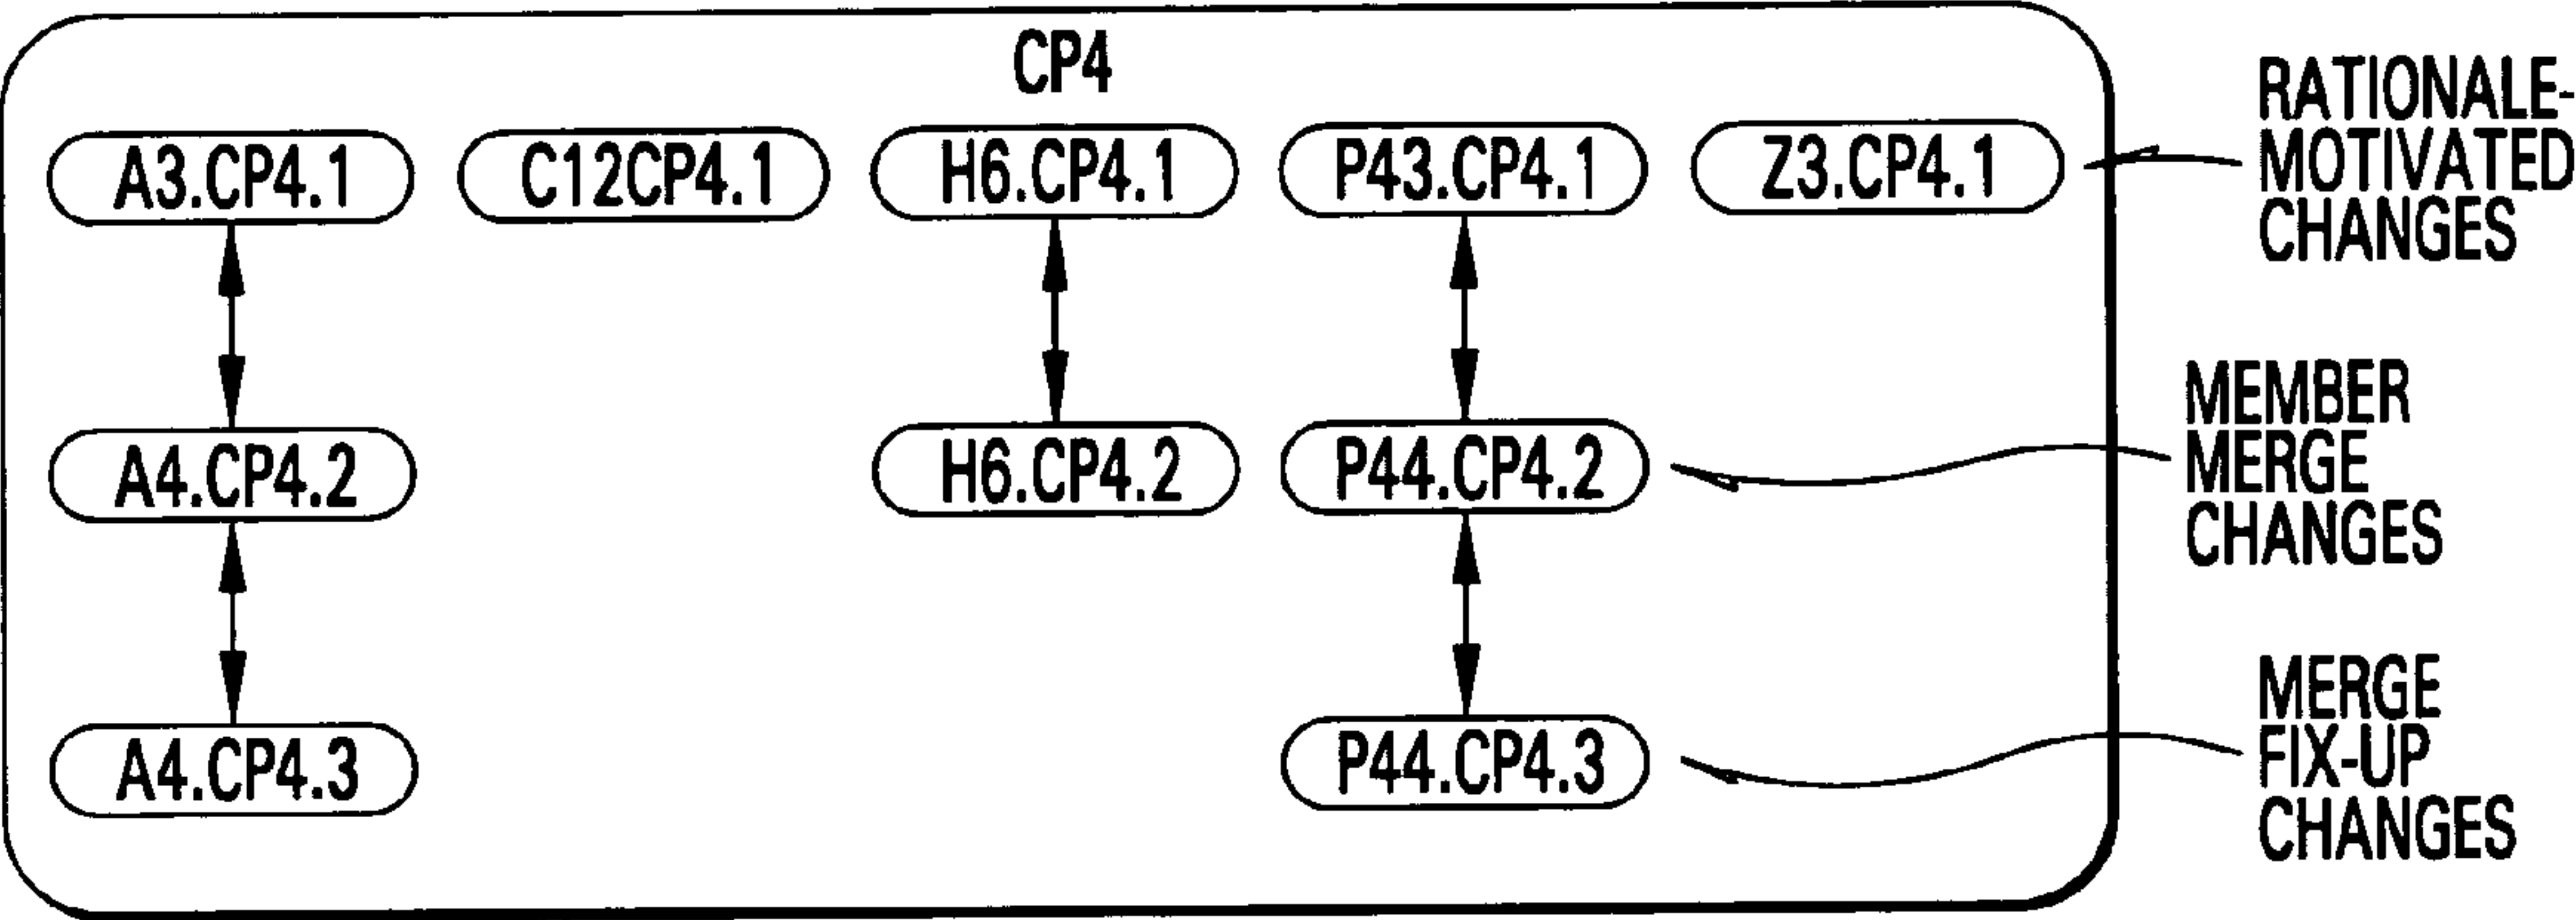 CP4
A3.CP4.1
C12CP4.1
H6.CP4.1
P43.CP4.1
Z3.CP4.1
RATIONALE-
MOTIVATED
CHANGES
A4.CP4.2
H6.CP4.2
P44.CP4.2
MEMBER
MERGE
CHANGES
A4.CP4.3
P44.CP4.3
MERGE
FIX-UP
CHANGES